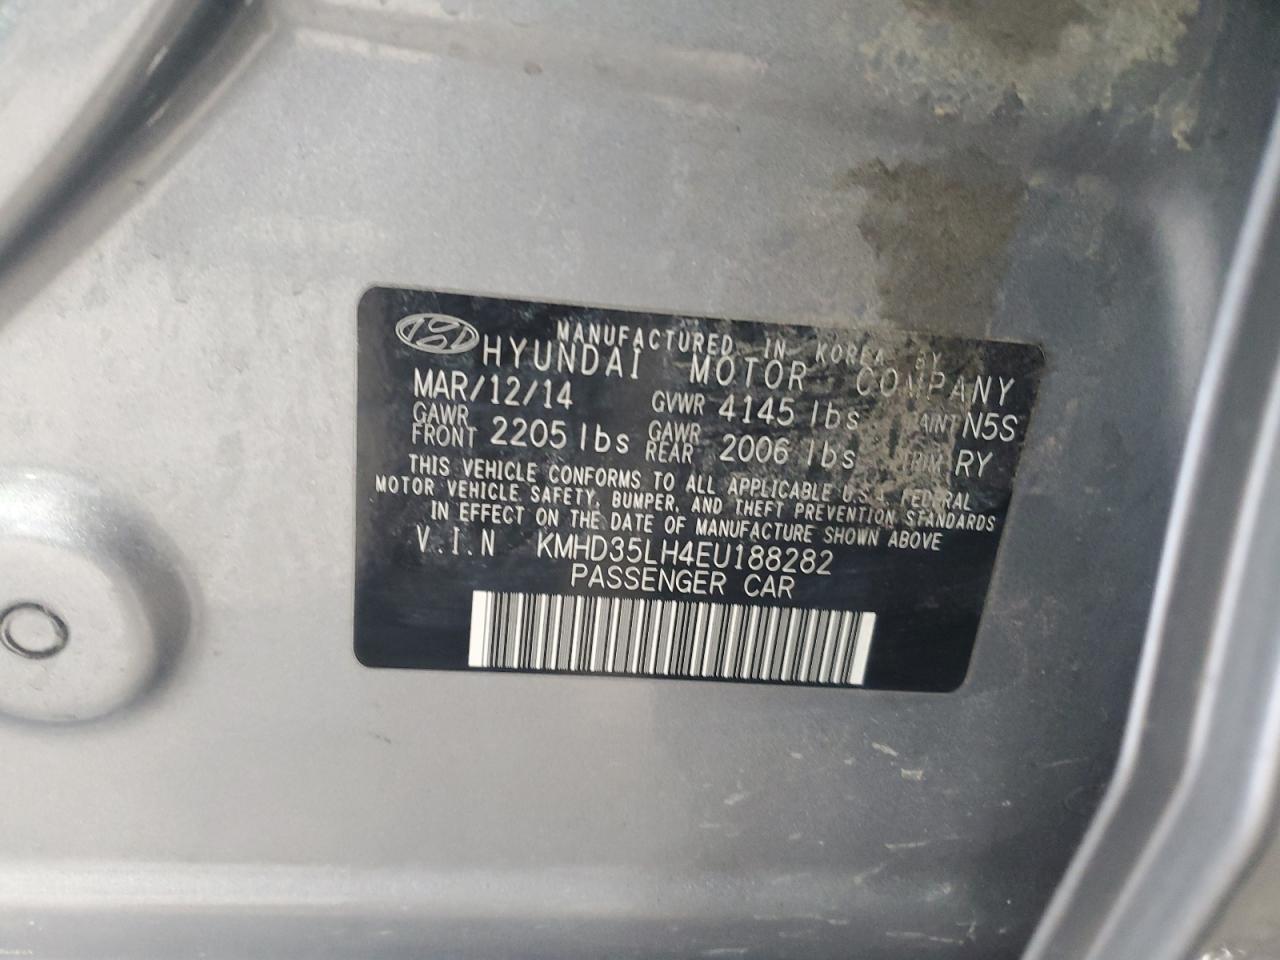 MANUFACTURED IN KOREA BY
HYUNDAI MOTOR COMPANY
MAR/12/14 GVWR 4145 lbs PAINT N5S
GAWR FRONT 2205 lbs GAWR REAR 2006 lbs TRIM RY
THIS VEHICLE CONFORMS TO ALL APPLICABLE U.S. FEDERAL
MOTOR VEHICLE SAFETY, BUMPER, AND THEFT PREVENTION STANDARDS
IN EFFECT ON THE DATE OF MANUFACTURE SHOWN ABOVE
V.I.N KMHD35LH4EU188282
PASSENGER CAR